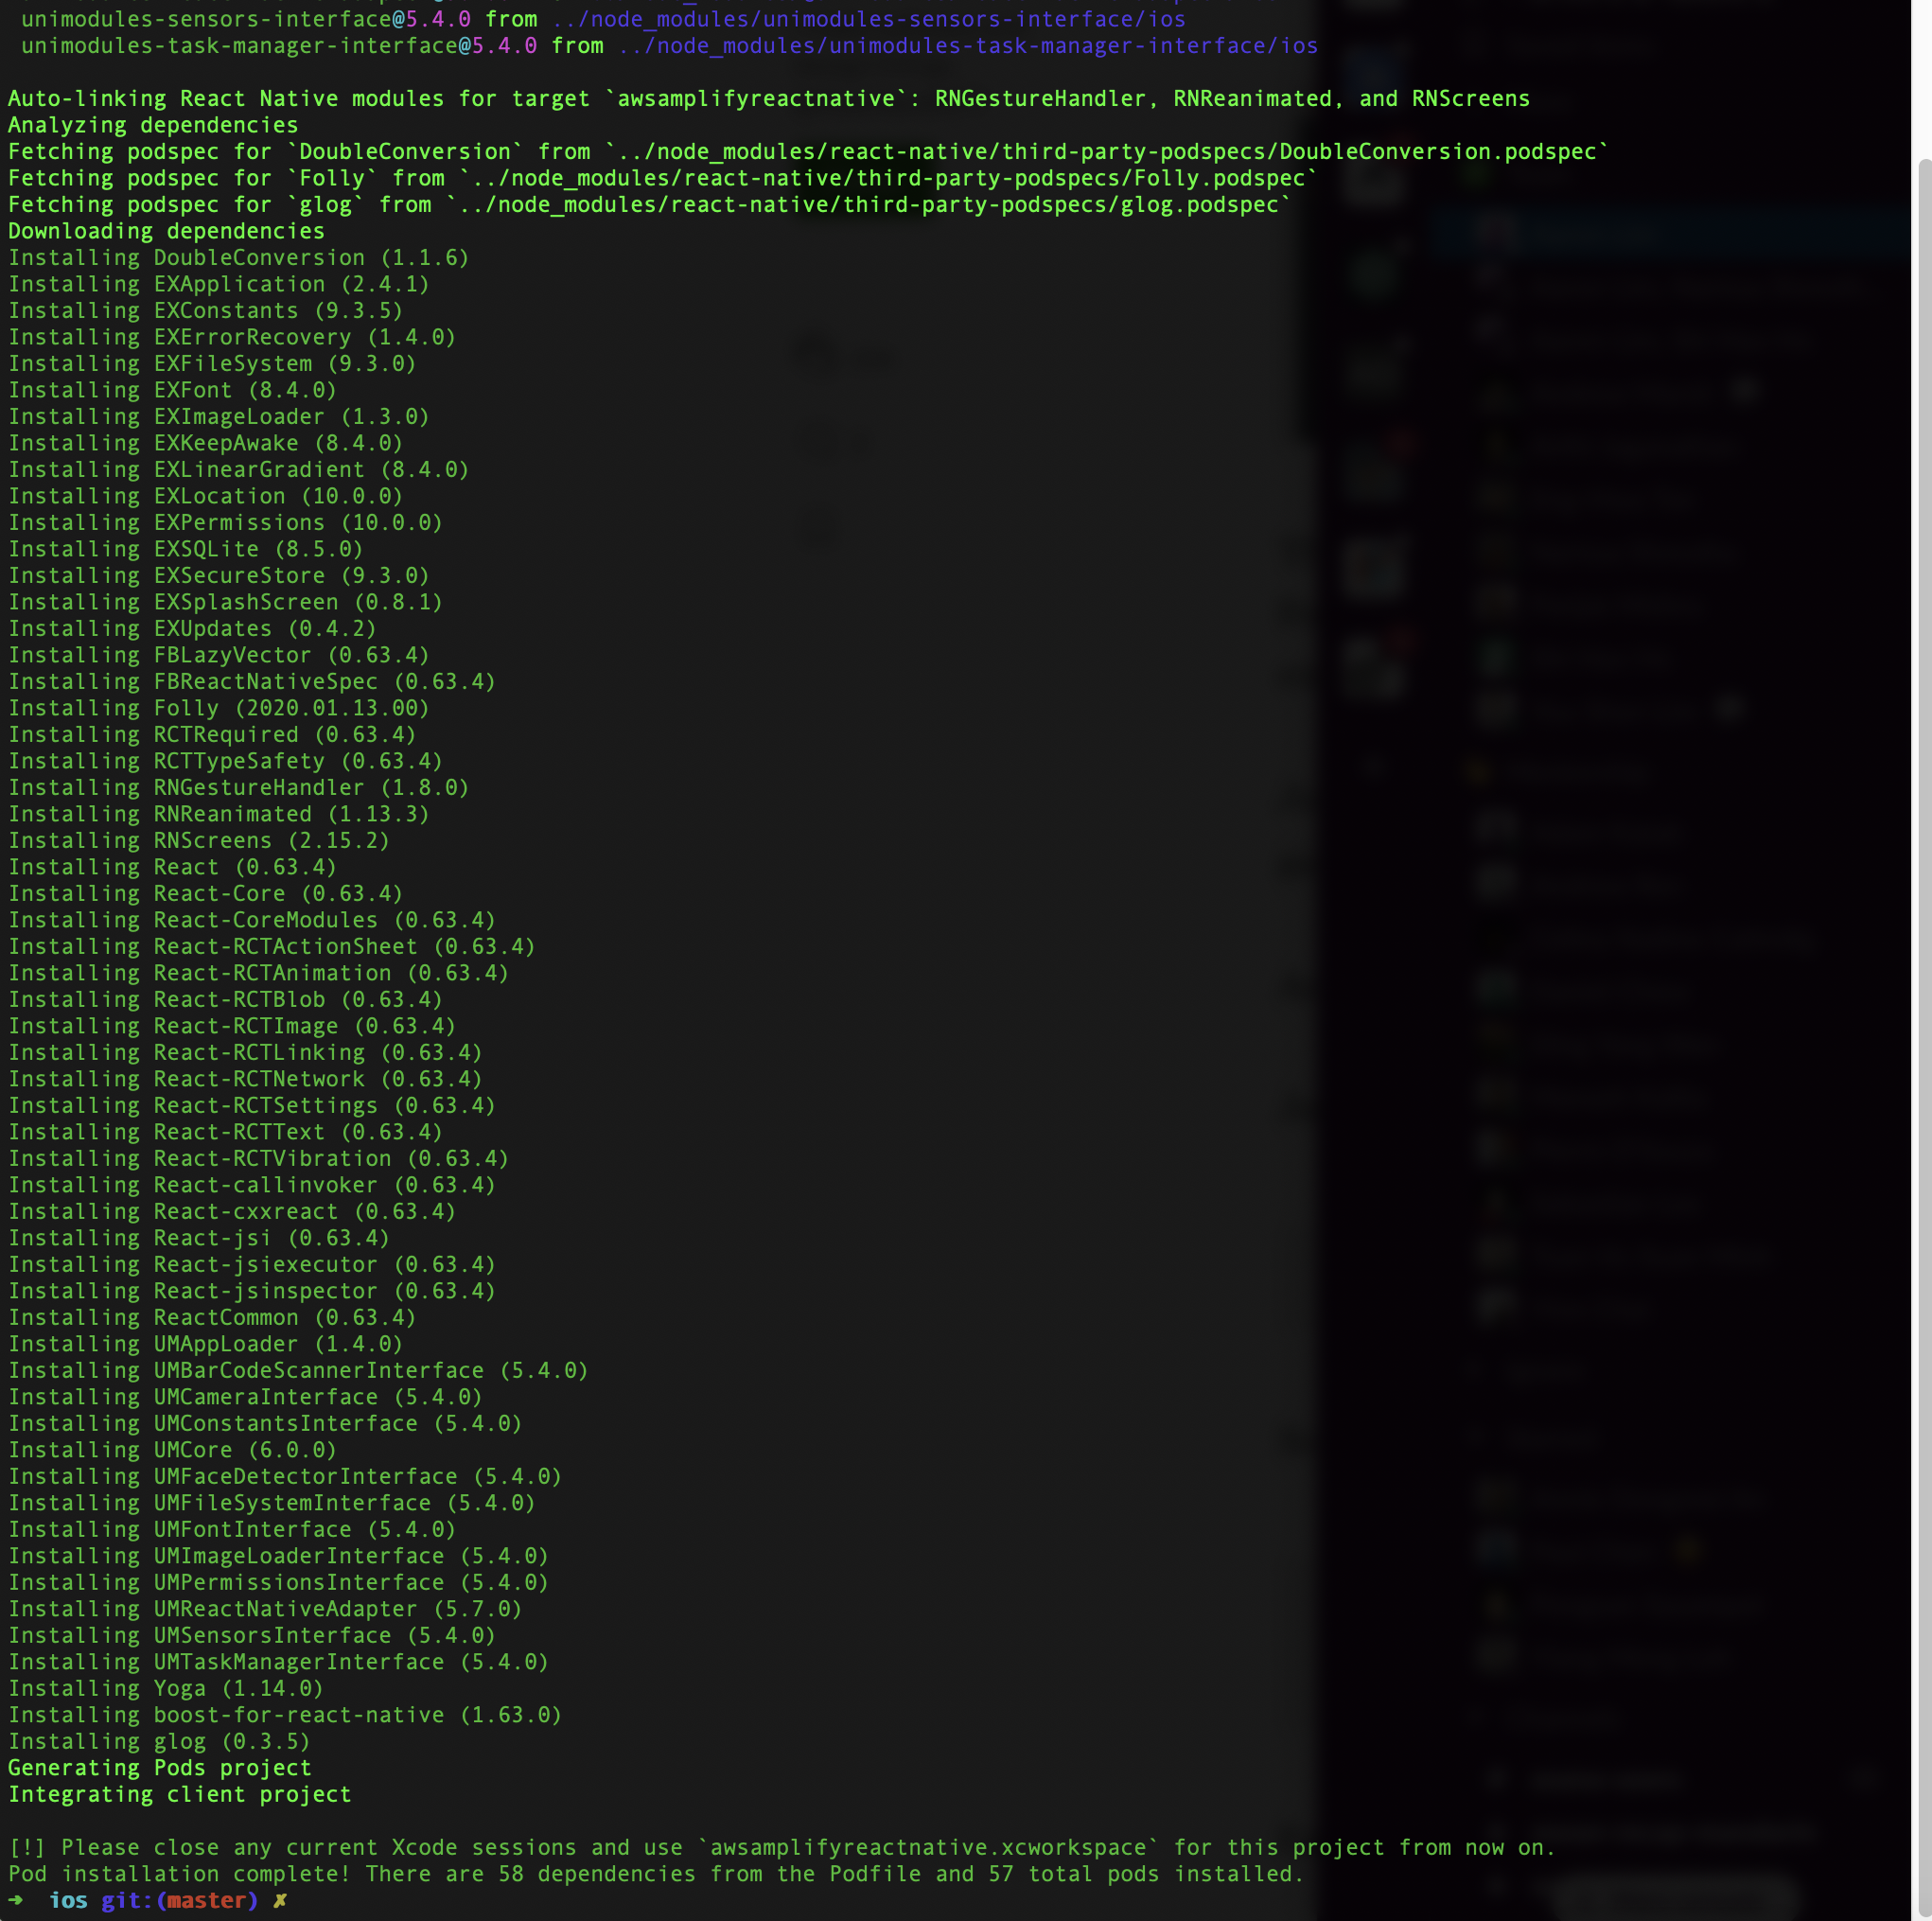 unimodules-sensors-interface@5.4.0 from ../node_modules/unimodules-sensors-interface/ios
unimodules-task-manager-interface@5.4.0 from ../node_modules/unimodules-task-manager-interface/ios
Auto-linking React Native modules for target `awsamplifyreactnative`: RNGestureHandler, RNReanimated, and RNScreens
Analyzing dependencies
Fetching podspec for `DoubleConversion` from `../node_modules/react-native/third-party-podspecs/DoubleConversion.podspec`
Fetching podspec for `Folly` from `../node_modules/react-native/third-party-podspecs/Folly.podspec`
Fetching podspec for `glog` from `../node_modules/react-native/third-party-podspecs/glog.podspec`
Downloading dependencies
Installing DoubleConversion (1.1.6)
Installing EXApplication (2.4.1)
Installing EXConstants (9.3.5)
Installing EXErrorRecovery (1.4.0)
Installing EXFileSystem (9.3.0)
Installing EXFont (8.4.0)
Installing EXImageLoader (1.3.0)
Installing EXKeepAwake (8.4.0)
Installing EXLinearGradient (8.4.0)
Installing EXLocation (10.0.0)
Installing EXPermissions (10.0.0)
Installing EXSQLite (8.5.0)
Installing EXSecureStore (9.3.0)
Installing EXSplashScreen (0.8.1)
Installing EXUpdates (0.4.2)
Installing FBLazyVector (0.63.4)
Installing FBReactNativeSpec (0.63.4)
Installing Folly (2020.01.13.00)
Installing RCTRequired (0.63.4)
Installing RCTTypeSafety (0.63.4)
Installing RNGestureHandler (1.8.0)
Installing RNReanimated (1.13.3)
Installing RNScreens (2.15.2)
Installing React (0.63.4)
Installing React-Core (0.63.4)
Installing React-CoreModules (0.63.4)
Installing React-RCTActionSheet (0.63.4)
Installing React-RCTAnimation (0.63.4)
Installing React-RCTBlob (0.63.4)
Installing React-RCTImage (0.63.4)
Installing React-RCTLinking (0.63.4)
Installing React-RCTNetwork (0.63.4)
Installing React-RCTSettings (0.63.4)
Installing React-RCTText (0.63.4)
Installing React-RCTVibration (0.63.4)
Installing React-callinvoker (0.63.4)
Installing React-cxxreact (0.63.4)
Installing React-jsi (0.63.4)
Installing React-jsiexecutor (0.63.4)
Installing React-jsinspector (0.63.4)
Installing ReactCommon (0.63.4)
Installing UMAppLoader (1.4.0)
Installing UMBarCodeScannerInterface (5.4.0)
Installing UMCameraInterface (5.4.0)
Installing UMConstantsInterface (5.4.0)
Installing UMCore (6.0.0)
Installing UMFaceDetectorInterface (5.4.0)
Installing UMFileSystemInterface (5.4.0)
Installing UMFontInterface (5.4.0)
Installing UMImageLoaderInterface (5.4.0)
Installing UMPermissionsInterface (5.4.0)
Installing UMReactNativeAdapter (5.7.0)
Installing UMSensorsInterface (5.4.0)
Installing UMTaskManagerInterface (5.4.0)
Installing Yoga (1.14.0)
Installing boost-for-react-native (1.63.0)
Installing glog (0.3.5)
Generating Pods project
Integrating client project
[!] Please close any current Xcode sessions and use `awsamplifyreactnative.xcworkspace` for this project from now on.
Pod installation complete! There are 58 dependencies from the Podfile and 57 total pods installed.
➜ ios git:(master) ✗